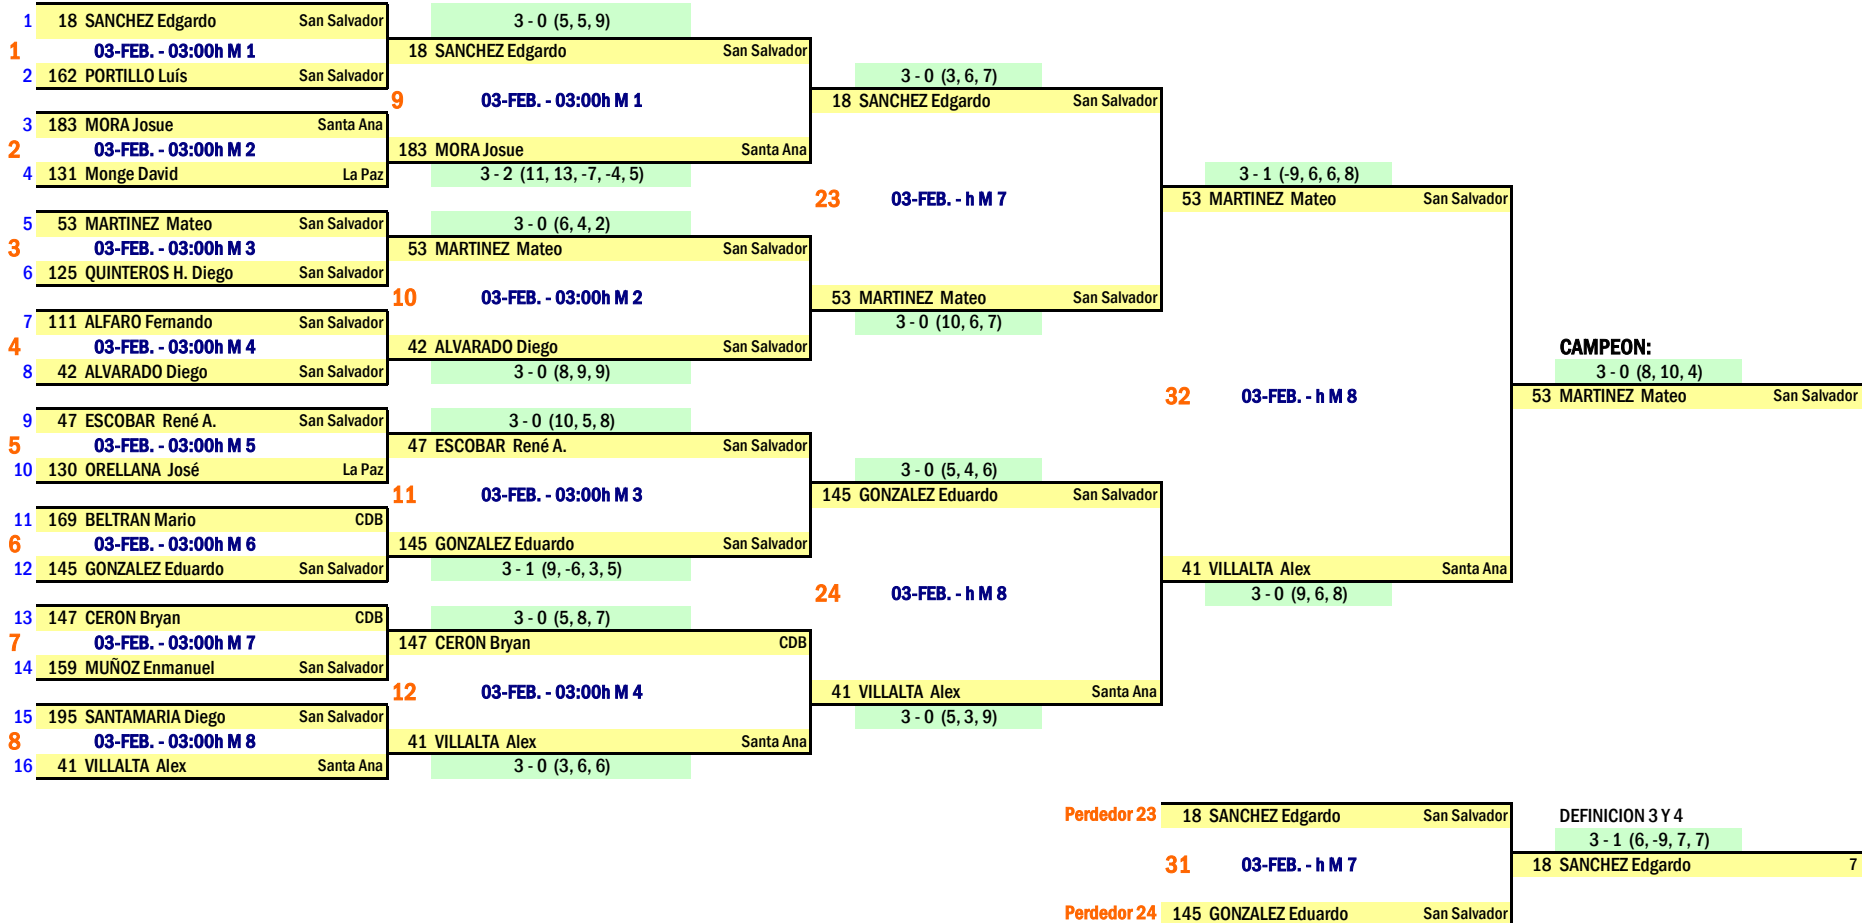 1 18 SANCHEZ Edgardo San Salvador 3 - 0 (5, 5, 9)
1 03-FEB. - 03:00h M 1 18 SANCHEZ Edgardo San Salvador
2 162 PORTILLO Luís San Salvador 3 - 0 (3, 6, 7)
9 03-FEB. - 03:00h M 1 18 SANCHEZ Edgardo San Salvador
3 183 MORA Josue Santa Ana
2 03-FEB. - 03:00h M 2 183 MORA Josue Santa Ana
4 131 Monge David La Paz 3 - 2 (11, 13, -7, -4, 5) 3 - 1 (-9, 6, 6, 8)
23 03-FEB. - h M 7 53 MARTINEZ Mateo San Salvador
5 53 MARTINEZ Mateo San Salvador 3 - 0 (6, 4, 2)
3 03-FEB. - 03:00h M 3 53 MARTINEZ Mateo San Salvador
6 125 QUINTEROS H. Diego San Salvador
10 03-FEB. - 03:00h M 2 53 MARTINEZ Mateo San Salvador
7 111 ALFARO Fernando San Salvador 3 - 0 (10, 6, 7)
4 03-FEB. - 03:00h M 4 42 ALVARADO Diego San Salvador CAMPEON:
8 42 ALVARADO Diego San Salvador 3 - 0 (8, 9, 9) 3 - 0 (8, 10, 4)
32 03-FEB. - h M 8 53 MARTINEZ Mateo San Salvador
9 47 ESCOBAR René A. San Salvador 3 - 0 (10, 5, 8)
5 03-FEB. - 03:00h M 5 47 ESCOBAR René A. San Salvador
10 130 ORELLANA José La Paz 3 - 0 (5, 4, 6)
11 03-FEB. - 03:00h M 3 145 GONZALEZ Eduardo San Salvador
11 169 BELTRAN Mario CDB
6 03-FEB. - 03:00h M 6 145 GONZALEZ Eduardo San Salvador
12 145 GONZALEZ Eduardo San Salvador 3 - 1 (9, -6, 3, 5) 41 VILLALTA Alex Santa Ana
24 03-FEB. - h M 8 3 - 0 (9, 6, 8)
13 147 CERON Bryan CDB 3 - 0 (5, 8, 7)
7 03-FEB. - 03:00h M 7 147 CERON Bryan CDB
14 159 MUÑOZ Enmanuel San Salvador
12 03-FEB. - 03:00h M 4 41 VILLALTA Alex Santa Ana
15 195 SANTAMARIA Diego San Salvador 3 - 0 (5, 3, 9)
8 03-FEB. - 03:00h M 8 41 VILLALTA Alex Santa Ana
16 41 VILLALTA Alex Santa Ana 3 - 0 (3, 6, 6)
Perdedor 23 18 SANCHEZ Edgardo San Salvador DEFINICION 3 Y 4
3 - 1 (6, -9, 7, 7)
31 03-FEB. - h M 7 18 SANCHEZ Edgardo 7
Perdedor 24 145 GONZALEZ Eduardo San Salvador